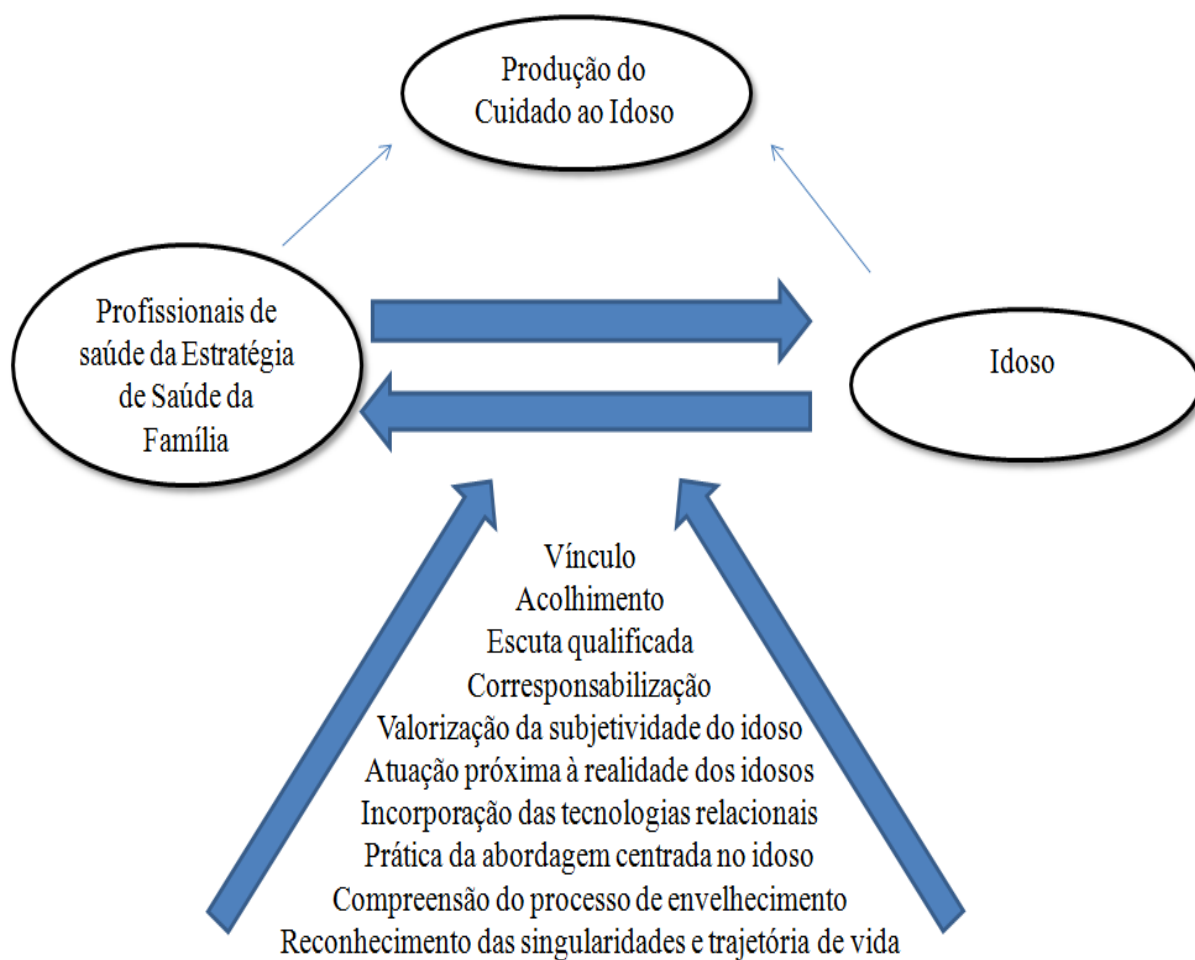 Produção do
Cuidado ao Idoso
Profissionais de
saúde da Estratégia
de Saúde da
Família
Idoso
Vínculo
Acolhimento
Escuta qualificada
Corresponsabilização
Valorização da subjetividade do idoso
Atuação próxima à realidade dos idosos
Incorporação das tecnologias relacionais
Prática da abordagem centrada no idoso
Compreensão do processo de envelhecimento
Reconhecimento das singularidades e trajetória de vida